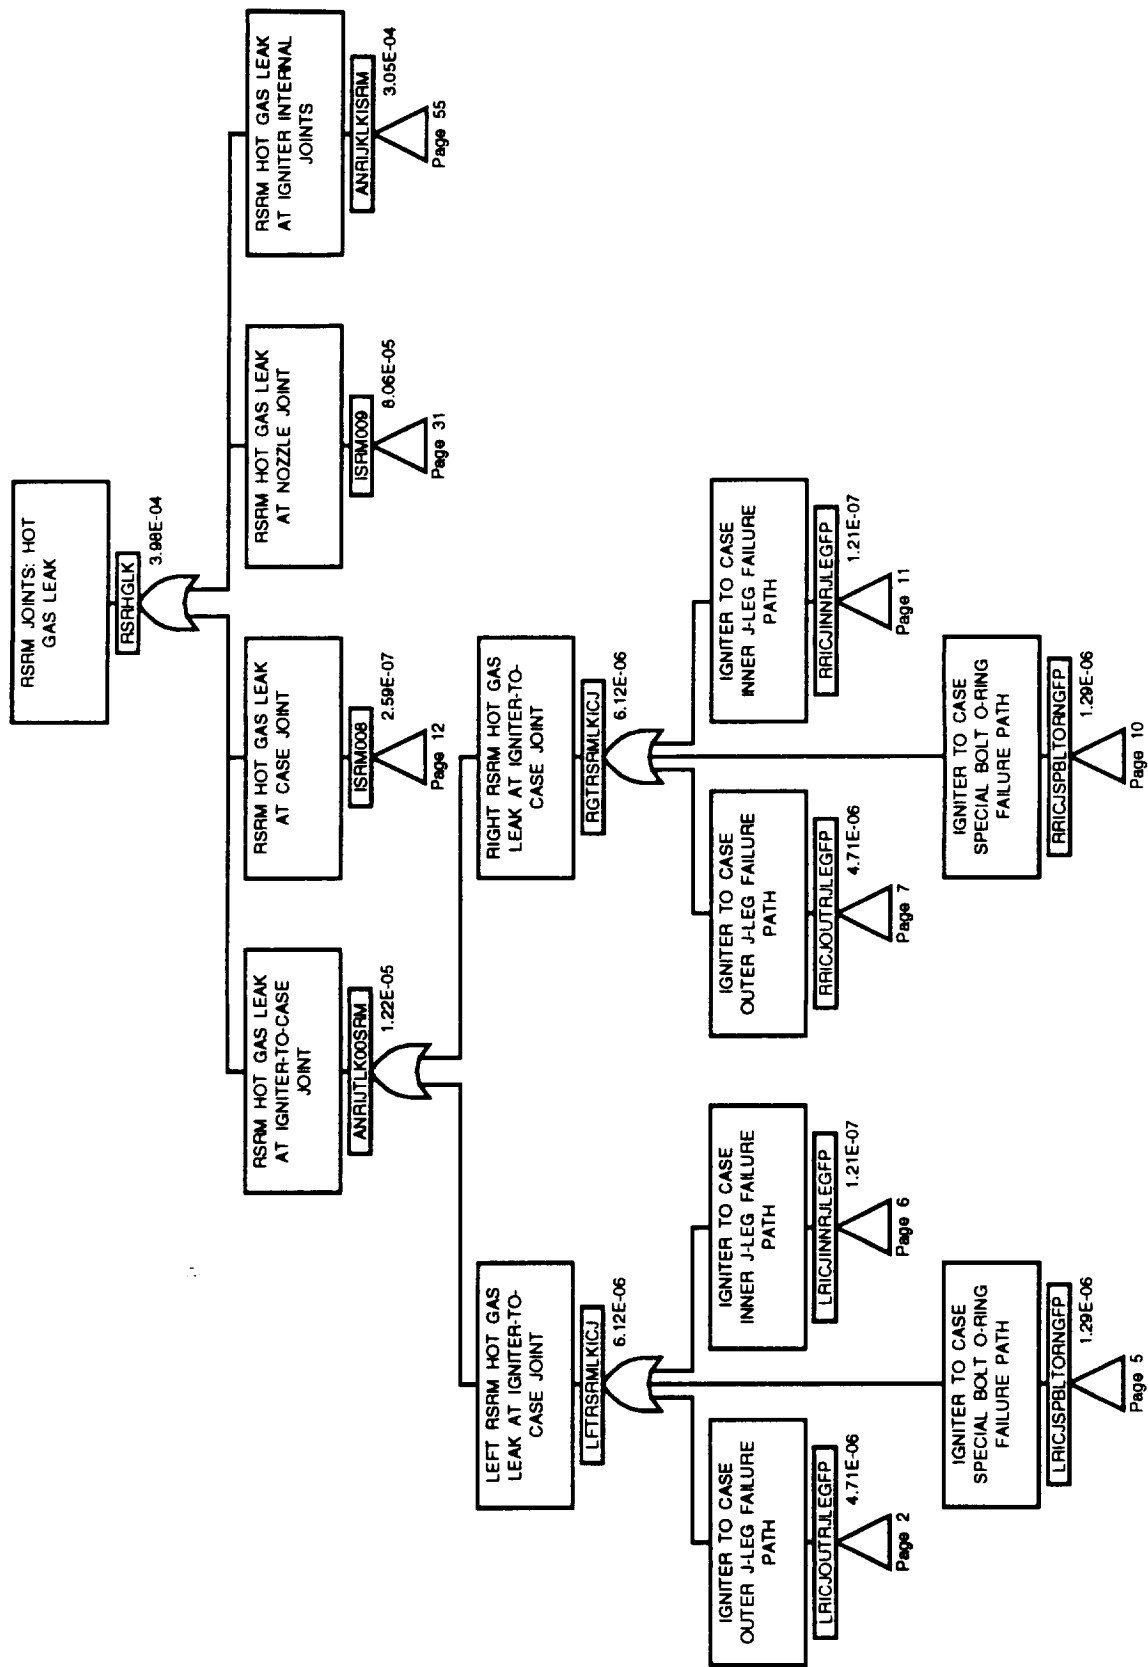 RSRM JOINTS: HOT
GAS LEAK
RSRHGLK
3.98E-04
RSRM HOT GAS LEAK
AT IGNITER-TO-CASE
JOINT
ANRIJTLK00SRM
1.22E-05
RSRM HOT GAS LEAK
AT CASE JOINT
ISRM008
2.59E-07
Page 12
RSRM HOT GAS LEAK
AT NOZZLE JOINT
ISRM009
8.06E-05
Page 31
RSRM HOT GAS LEAK
AT IGNITER INTERNAL
JOINTS
ANRIJKLKISRM
3.05E-04
Page 55
LEFT RSRM HOT GAS
LEAK AT IGNITER-TO-
CASE JOINT
LFTRSRMLKICJ
6.12E-06
RIGHT RSRM HOT GAS
LEAK AT IGNITER-TO-
CASE JOINT
RGTRSRMLKICJ
6.12E-06
IGNITER TO CASE
OUTER J-LEG FAILURE
PATH
LRICJOUTRJLEGFP
4.71E-06
Page 2
IGNITER TO CASE
INNER J-LEG FAILURE
PATH
LRICJINNRJLEGFP
1.21E-07
Page 6
IGNITER TO CASE
OUTER J-LEG FAILURE
PATH
RRICJOUTRJLEGFP
4.71E-06
Page 7
IGNITER TO CASE
INNER J-LEG FAILURE
PATH
RRICJINNRJLEGFP
1.21E-07
Page 11
IGNITER TO CASE
SPECIAL BOLT O-RING
FAILURE PATH
LRICJSPBLTORNGFP
1.29E-06
Page 5
IGNITER TO CASE
SPECIAL BOLT O-RING
FAILURE PATH
RRICJSPBLTORNGFP
1.29E-06
Page 10